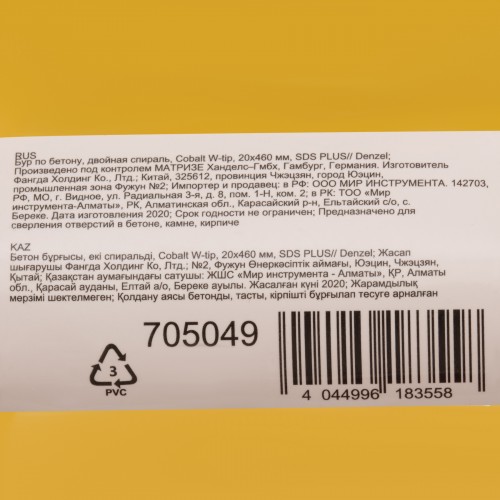 RUS
Бур по бетону, двойная спираль, Cobalt W-tip, 20x460 мм, SDS PLUS// Denzel;
Произведено под контролем МАТРИЗЕ Ханделс–Гмбх, Гамбург, Германия. Изготовитель
Фангда Холдинг Ко., Лтд.; Китай, 325612, провинция Чжэцзян, город Юэцин,
промышленная зона Фужун №2; Импортер и продавец: в РФ: ООО МИР ИНСТРУМЕНТА. 142703,
РФ, МО, г. Видное, ул. Радиальная 3-я, д. 8, пом. 1-Н, ком. 2; в РК: ТОО «Мир
инструмента-Алматы», РК, Алматинская обл., Карасайский р-н, Ельтайский с/о, с.
Береке. Дата изготовления 2020; Срок годности не ограничен; Предназначено для
сверления отверстий в бетоне, камне, кирпиче
KAZ
Бетон бұрғысы, екі спиральді, Cobalt W-tip, 20x460 мм, SDS PLUS// Denzel; Жасап
шығарушы Фангда Холдинг Ко, Лтд.; №2, Фужун Өнеркәсіптік аймағы, Юэцин, Чжэцзян,
Қытай; Қазақстан аумағындағы сатушы: ЖШС «Мир инструмента - Алматы», ҚР, Алматы
обл., Қарасай ауданы, Елтай а/о, Береке ауылы. Жасалған күні 2020; Жарамдылық
мерзімі шектелмеген; Қолдану аясы бетонды, тасты, кірпішті бұрғылап тесуге арналған
705049
3
PVC
4 044996 183558